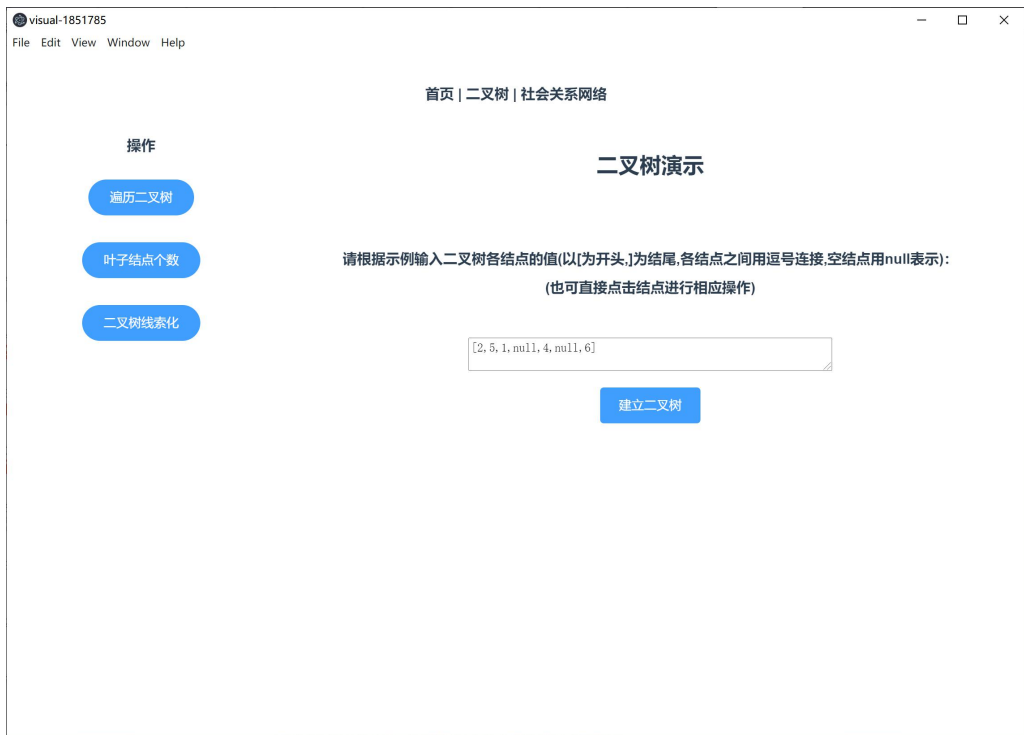 visual-1851785
File Edit View Window Help
首页 | 二叉树 | 社会关系网络
操作
二叉树演示
遍历二叉树
叶子结点个数
请根据示例输入二叉树各结点的值(以[为开头,]为结尾,各结点之间用逗号连接,空结点用null表示):
(也可直接点击结点进行相应操作)
二叉树线索化
[2,5,1,null,4,null,6]
建立二叉树